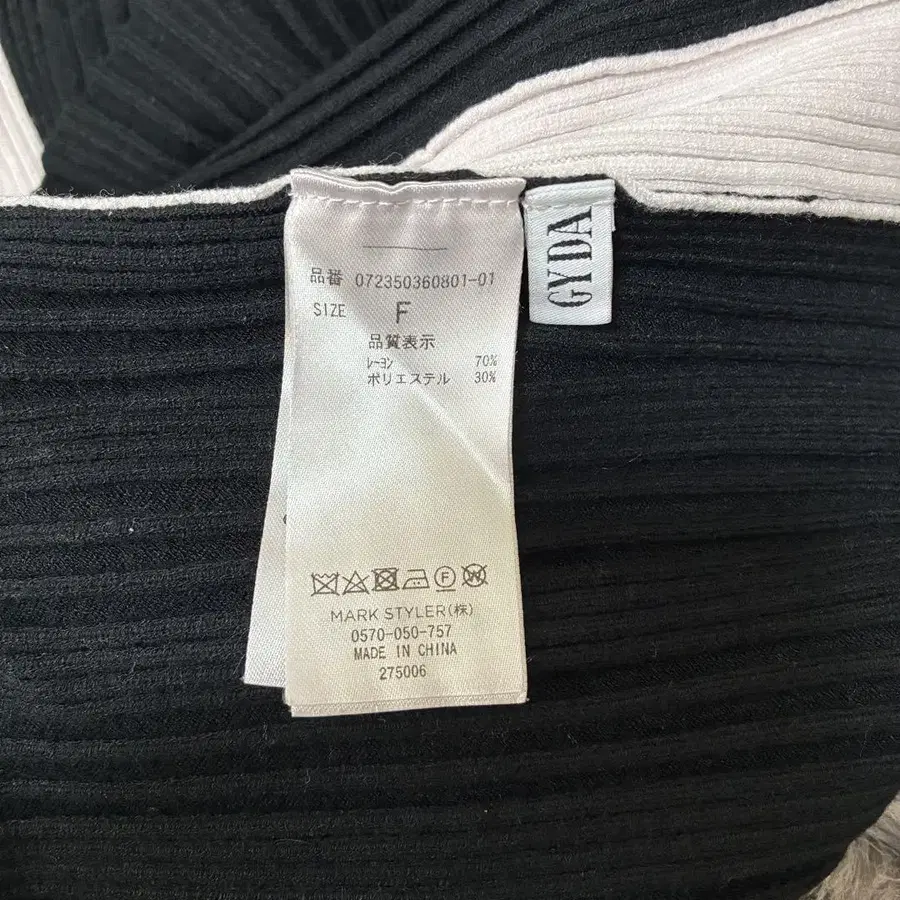 品番 072350360801-01
SIZE F
品質表示
レーヨン 70%
ポリエステル 30%
F W
MARK STYLER(株)
0570-050-757
MADE IN CHINA
275006
GYDA